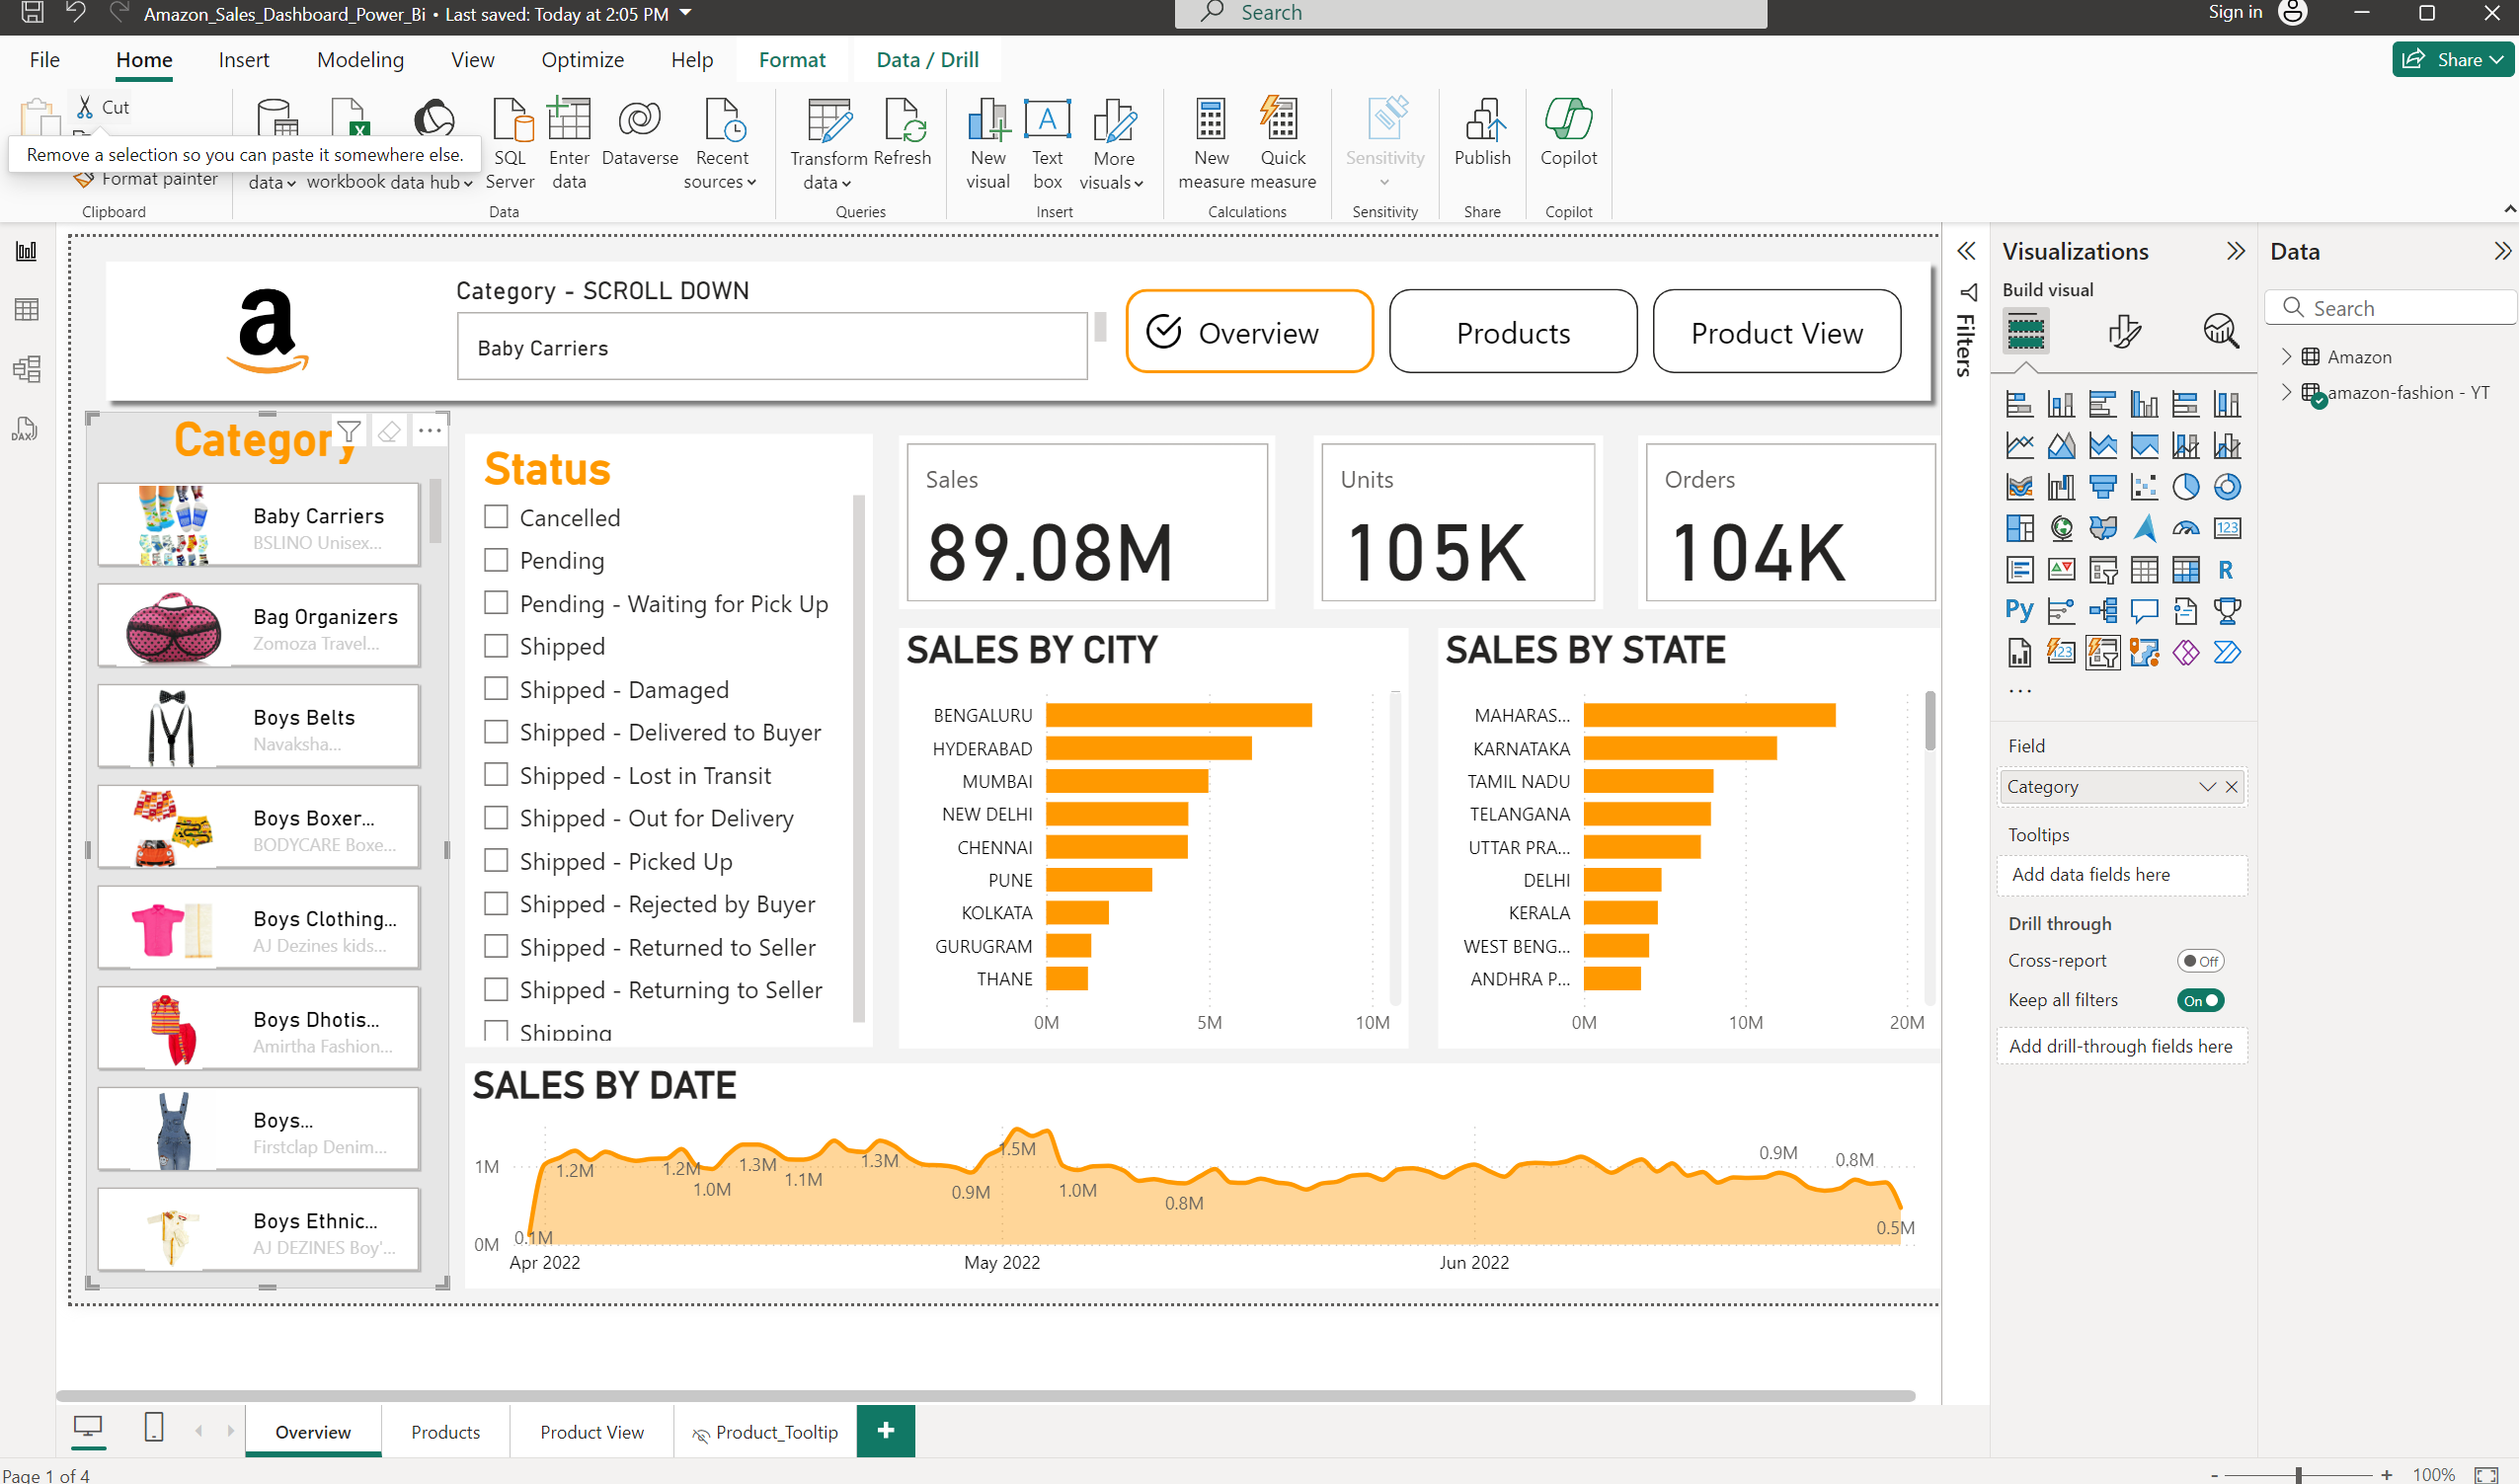 Amazon_Sales_Dashboard_Power_Bi • Last saved: Today at 2:05 PM
Search
Sign in
File
Home
Insert
Modeling
View
Optimize
Help
Format
Data / Drill
Share
Cut
Remove a selection so you can paste it somewhere else.
Format painter
Clipboard
data
workbook
data hub
SQL Server
Enter data
Dataverse
Recent sources
Data
Transform data
Refresh
Queries
New visual
Text box
More visuals
Insert
New measure
Quick measure
Calculations
Sensitivity
Sensitivity
Publish
Share
Copilot
Copilot
a
Category - SCROLL DOWN
Baby Carriers
Overview
Products
Product View
Category
Baby Carriers
BSLINO Unisex...
Bag Organizers
Zomoza Travel...
Boys Belts
Navaksha...
Boys Boxer...
BODYCARE Boxe...
Boys Clothing...
AJ Dezines kids...
Boys Dhotis...
Amirtha Fashion...
Boys...
Firstclap Denim...
Boys Ethnic...
AJ DEZINES Boy'...
Status
Cancelled
Pending
Pending - Waiting for Pick Up
Shipped
Shipped - Damaged
Shipped - Delivered to Buyer
Shipped - Lost in Transit
Shipped - Out for Delivery
Shipped - Picked Up
Shipped - Rejected by Buyer
Shipped - Returned to Seller
Shipped - Returning to Seller
Shipping
Sales
89.08M
Units
105K
Orders
104K
SALES BY CITY
BENGALURU
HYDERABAD
MUMBAI
NEW DELHI
CHENNAI
PUNE
KOLKATA
GURUGRAM
THANE
0M 5M 10M
SALES BY STATE
MAHARAS...
KARNATAKA
TAMIL NADU
TELANGANA
UTTAR PRA...
DELHI
KERALA
WEST BENG...
ANDHRA P...
0M 10M 20M
SALES BY DATE
1M
0M
0.1M 1.2M 1.2M 1.0M 1.3M 1.1M 1.3M 0.9M 1.5M 1.0M 0.8M 0.9M 0.8M 0.5M
Apr 2022 May 2022 Jun 2022
Filters
Visualizations
Build visual
123
R
Py
123
Field
Category
Tooltips
Add data fields here
Drill through
Cross-report
Off
Keep all filters
On
Add drill-through fields here
Data
Search
Amazon
amazon-fashion - YT
DAX
Overview
Products
Product View
Product_Tooltip
+
Page 1 of 4
- + 100%